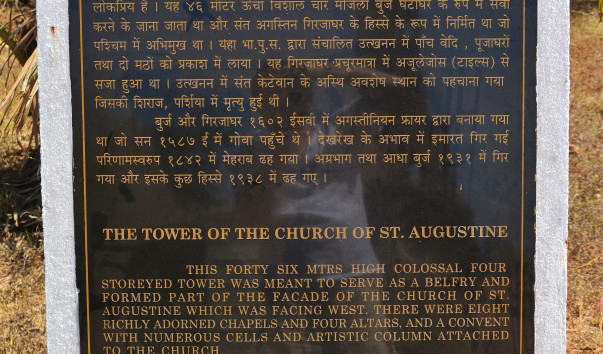 लोकप्रिय है । यह ४६ मीटर ऊँचा विशाल चार मंजिला बुर्ज घंटाघर के रुप में सेवा
करने के जाना जाता था और संत अगस्तिन गिरजाघर के हिस्से के रूप में निर्मित था जो
पश्चिम में अभिमुख था । यंहा भा.पु.स. द्वारा संचालित उत्खनन में पाँच वेदि , पूजाघरों
तथा दो मठों को प्रकाश में लाया । यह गिरजाघर प्रचूरमात्रा में अजूलेजोस (टाइल्स) से
सजा हुआ था । उत्खनन में संत केटेवान के अस्थि अवशेष स्थान को पहचाना गया
जिसकी शिराज, पर्शिया में मृत्यु हुई थी ।
बुर्ज और गिरजाघर १६०२ ईसवी में अगस्तीनियन फ्रायर द्वारा बनाया गया
था जो सन १५८७ ई में गोवा पहुँचे थे । देखरेख के अभाव में इमारत गिर गई
परिणामस्वरुप १८४२ में मेहराब ढह गया । अग्रभाग तथा आधा बुर्ज १९३१ में गिर
गया और इसके कुछ हिस्से १९३८ में ढह गए ।
THE TOWER OF THE CHURCH OF ST. AUGUSTINE
THIS FORTY SIX MTRS HIGH COLOSSAL FOUR
STOREYED TOWER WAS MEANT TO SERVE AS A BELFRY AND
FORMED PART OF THE FACADE OF THE CHURCH OF ST.
AUGUSTINE WHICH WAS FACING WEST. THERE WERE EIGHT
RICHLY ADORNED CHAPELS AND FOUR ALTARS, AND A CONVENT
WITH NUMEROUS CELLS AND ARTISTIC COLUMN ATTACHED
TO THE CHURCH